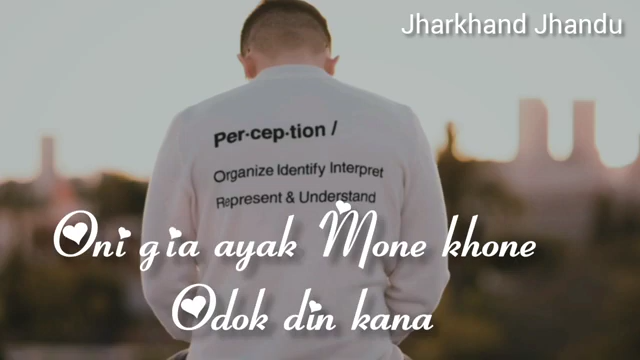 Jharkhand Jhandu
Per·cep·tion /
Organize Identify Interpret
Represent & Understand
Oni gia ayak Mone khone
Odok din kana